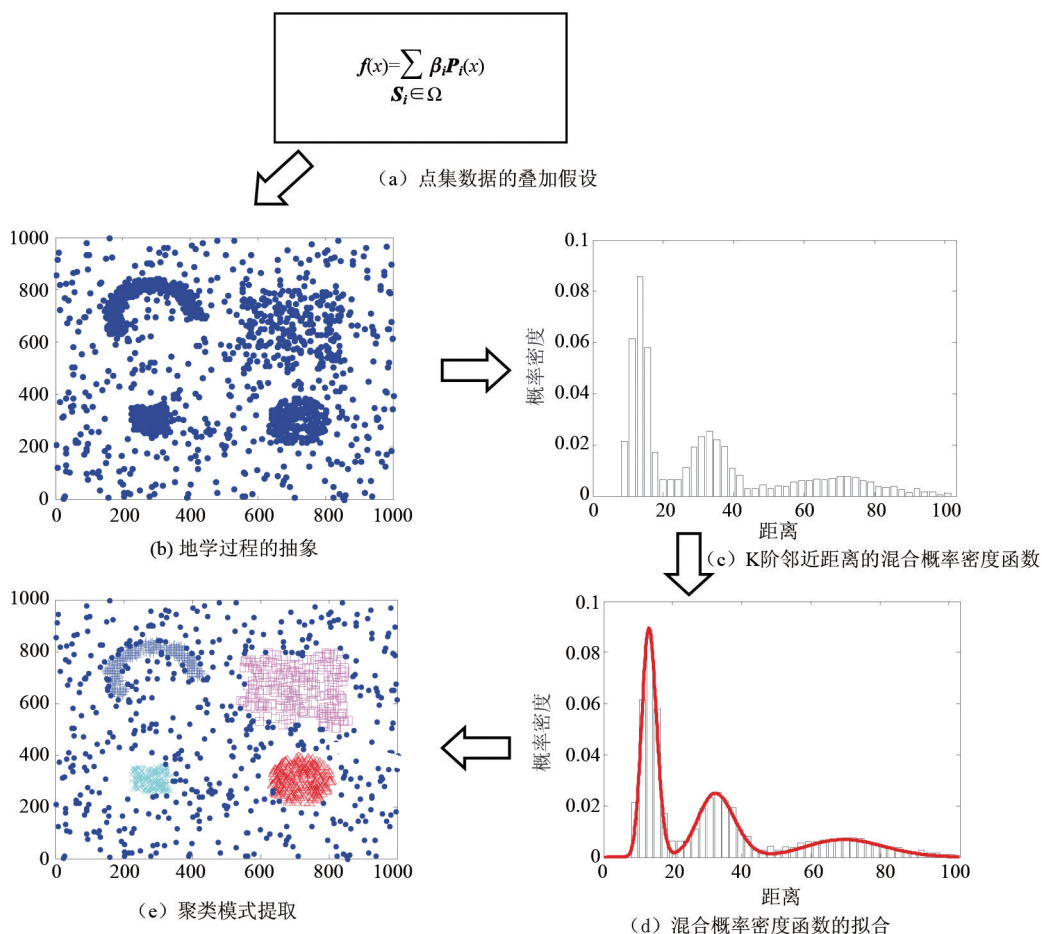 f(x)=∑ βᵢPᵢ(x)
Sᵢ∈Ω
（a）点集数据的叠加假设
1000
800
600
400
200
0
0 200 400 600 800 1000
(b) 地学过程的抽象
0.1
0.08
0.06
0.04
0.02
0
概率密度
0 20 40 60 80 100
距离
（c）K阶邻近距离的混合概率密度函数
1000
800
600
400
200
0
0 200 400 600 800 1000
（e）聚类模式提取
0.1
0.08
0.06
0.04
0.02
0
概率密度
0 20 40 60 80 100
距离
（d）混合概率密度函数的拟合